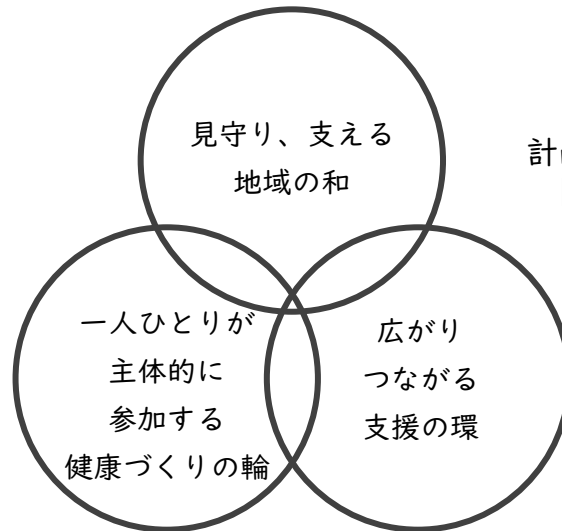 見守り、支える
地域の和
計
一人ひとりが
主体的に
参加する
健康づくりの輪
広がり
つながる
支援の環